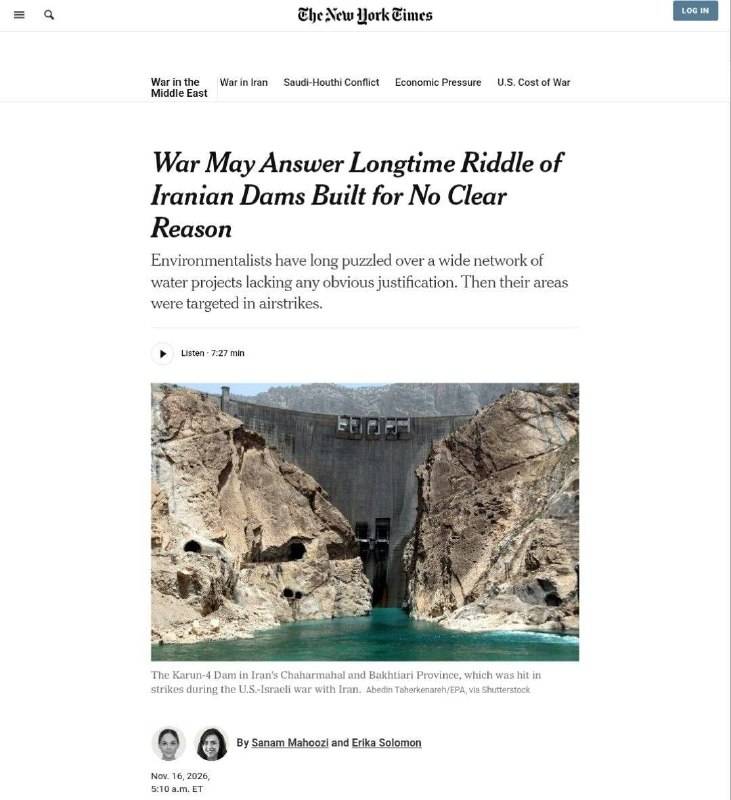 The New York Times
LOG IN
War in the
Middle East
War in Iran
Saudi-Houthi Conflict
Economic Pressure
U.S. Cost of War
War May Answer Longtime Riddle of
Iranian Dams Built for No Clear
Reason
Environmentalists have long puzzled over a wide network of
water projects lacking any obvious justification. Then their areas
were targeted in airstrikes.
Listen · 7:27 min
The Karun-4 Dam in Iran's Chaharmahal and Bakhtiari Province, which was hit in
strikes during the U.S.-Israeli war with Iran. Abedin Taherkenareh/EPA, via Shutterstock
By Sanam Mahoozi and Erika Solomon
Nov. 16, 2026,
5:10 a.m. ET